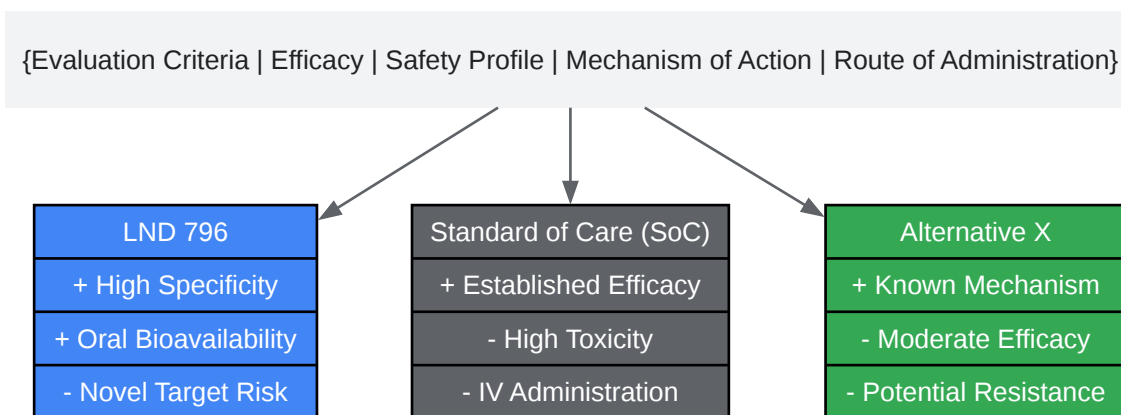 {Evaluation Criteria | Efficacy | Safety Profile | Mechanism of Action | Route of Administration}
LND 796
+ High Specificity
+ Oral Bioavailability
- Novel Target Risk
Standard of Care (SoC)
+ Established Efficacy
- High Toxicity
- IV Administration
Alternative X
+ Known Mechanism
- Moderate Efficacy
- Potential Resistance